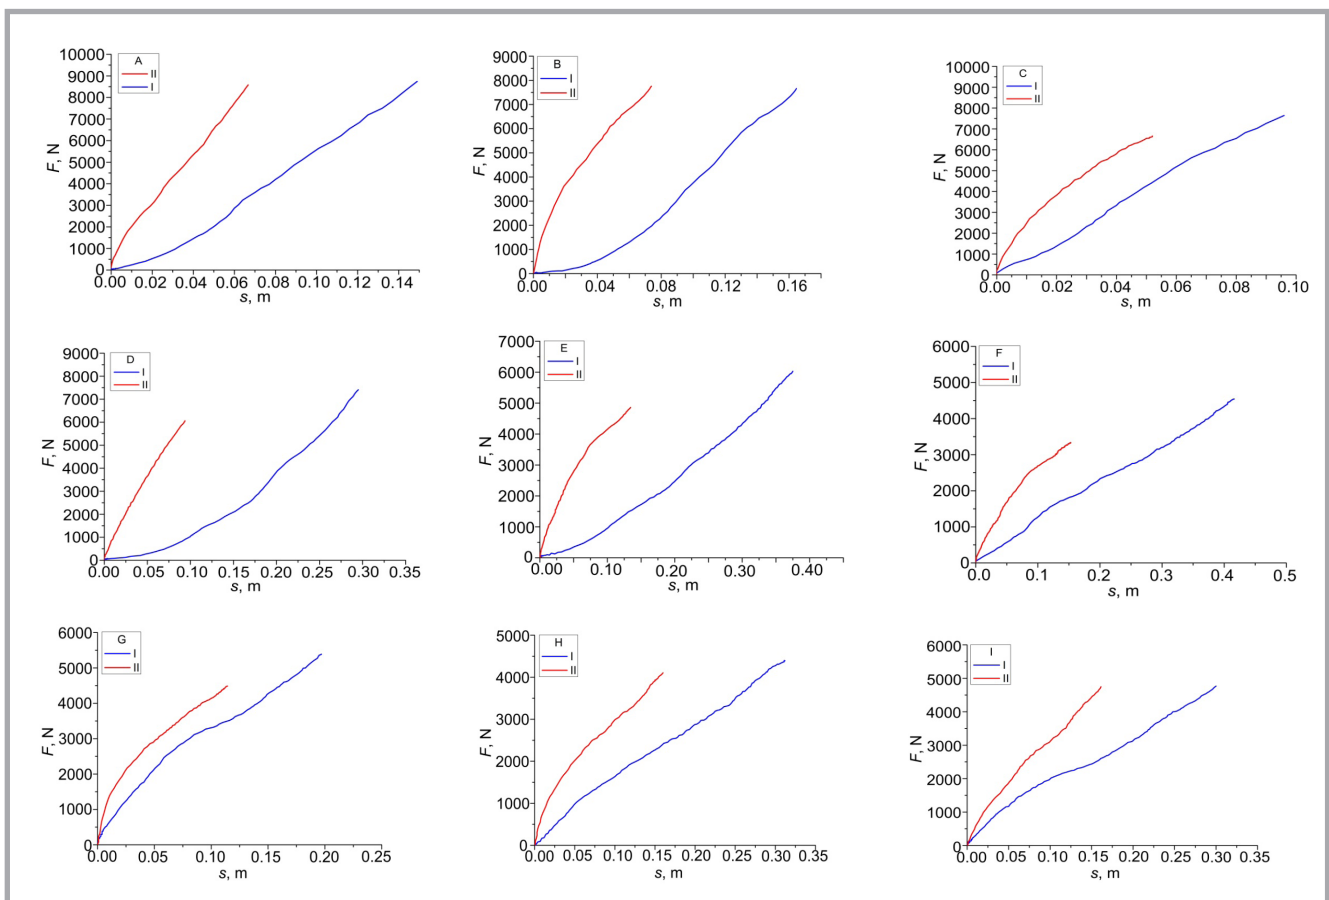 A
II
I
10000
9000
8000
7000
6000
5000
4000
3000
2000
1000
0
F, N
0.00 0.02 0.04 0.06 0.08 0.10 0.12 0.14
s, m
B
I
II
9000
8000
7000
6000
5000
4000
3000
2000
1000
0
F, N
0.00 0.04 0.08 0.12 0.16
s, m
C
I
II
10000
9000
8000
7000
6000
5000
4000
3000
2000
1000
0
F, N
0.00 0.02 0.04 0.06 0.08 0.10
s, m
D
I
II
9000
8000
7000
6000
5000
4000
3000
2000
1000
0
F, N
0.00 0.05 0.10 0.15 0.20 0.25 0.30 0.35
s, m
E
I
II
7000
6000
5000
4000
3000
2000
1000
0
F, N
0.00 0.10 0.20 0.30 0.40
s, m
F
I
II
6000
5000
4000
3000
2000
1000
0
F, N
0.0 0.1 0.2 0.3 0.4 0.5
s, m
G
I
II
6000
5000
4000
3000
2000
1000
0
F, N
0.00 0.05 0.10 0.15 0.20 0.25
s, m
H
I
II
5000
4000
3000
2000
1000
0
F, N
0.00 0.05 0.10 0.15 0.20 0.25 0.30 0.35
s, m
I
I
II
6000
5000
4000
3000
2000
1000
0
F, N
0.00 0.05 0.10 0.15 0.20 0.25 0.30 0.35
s, m